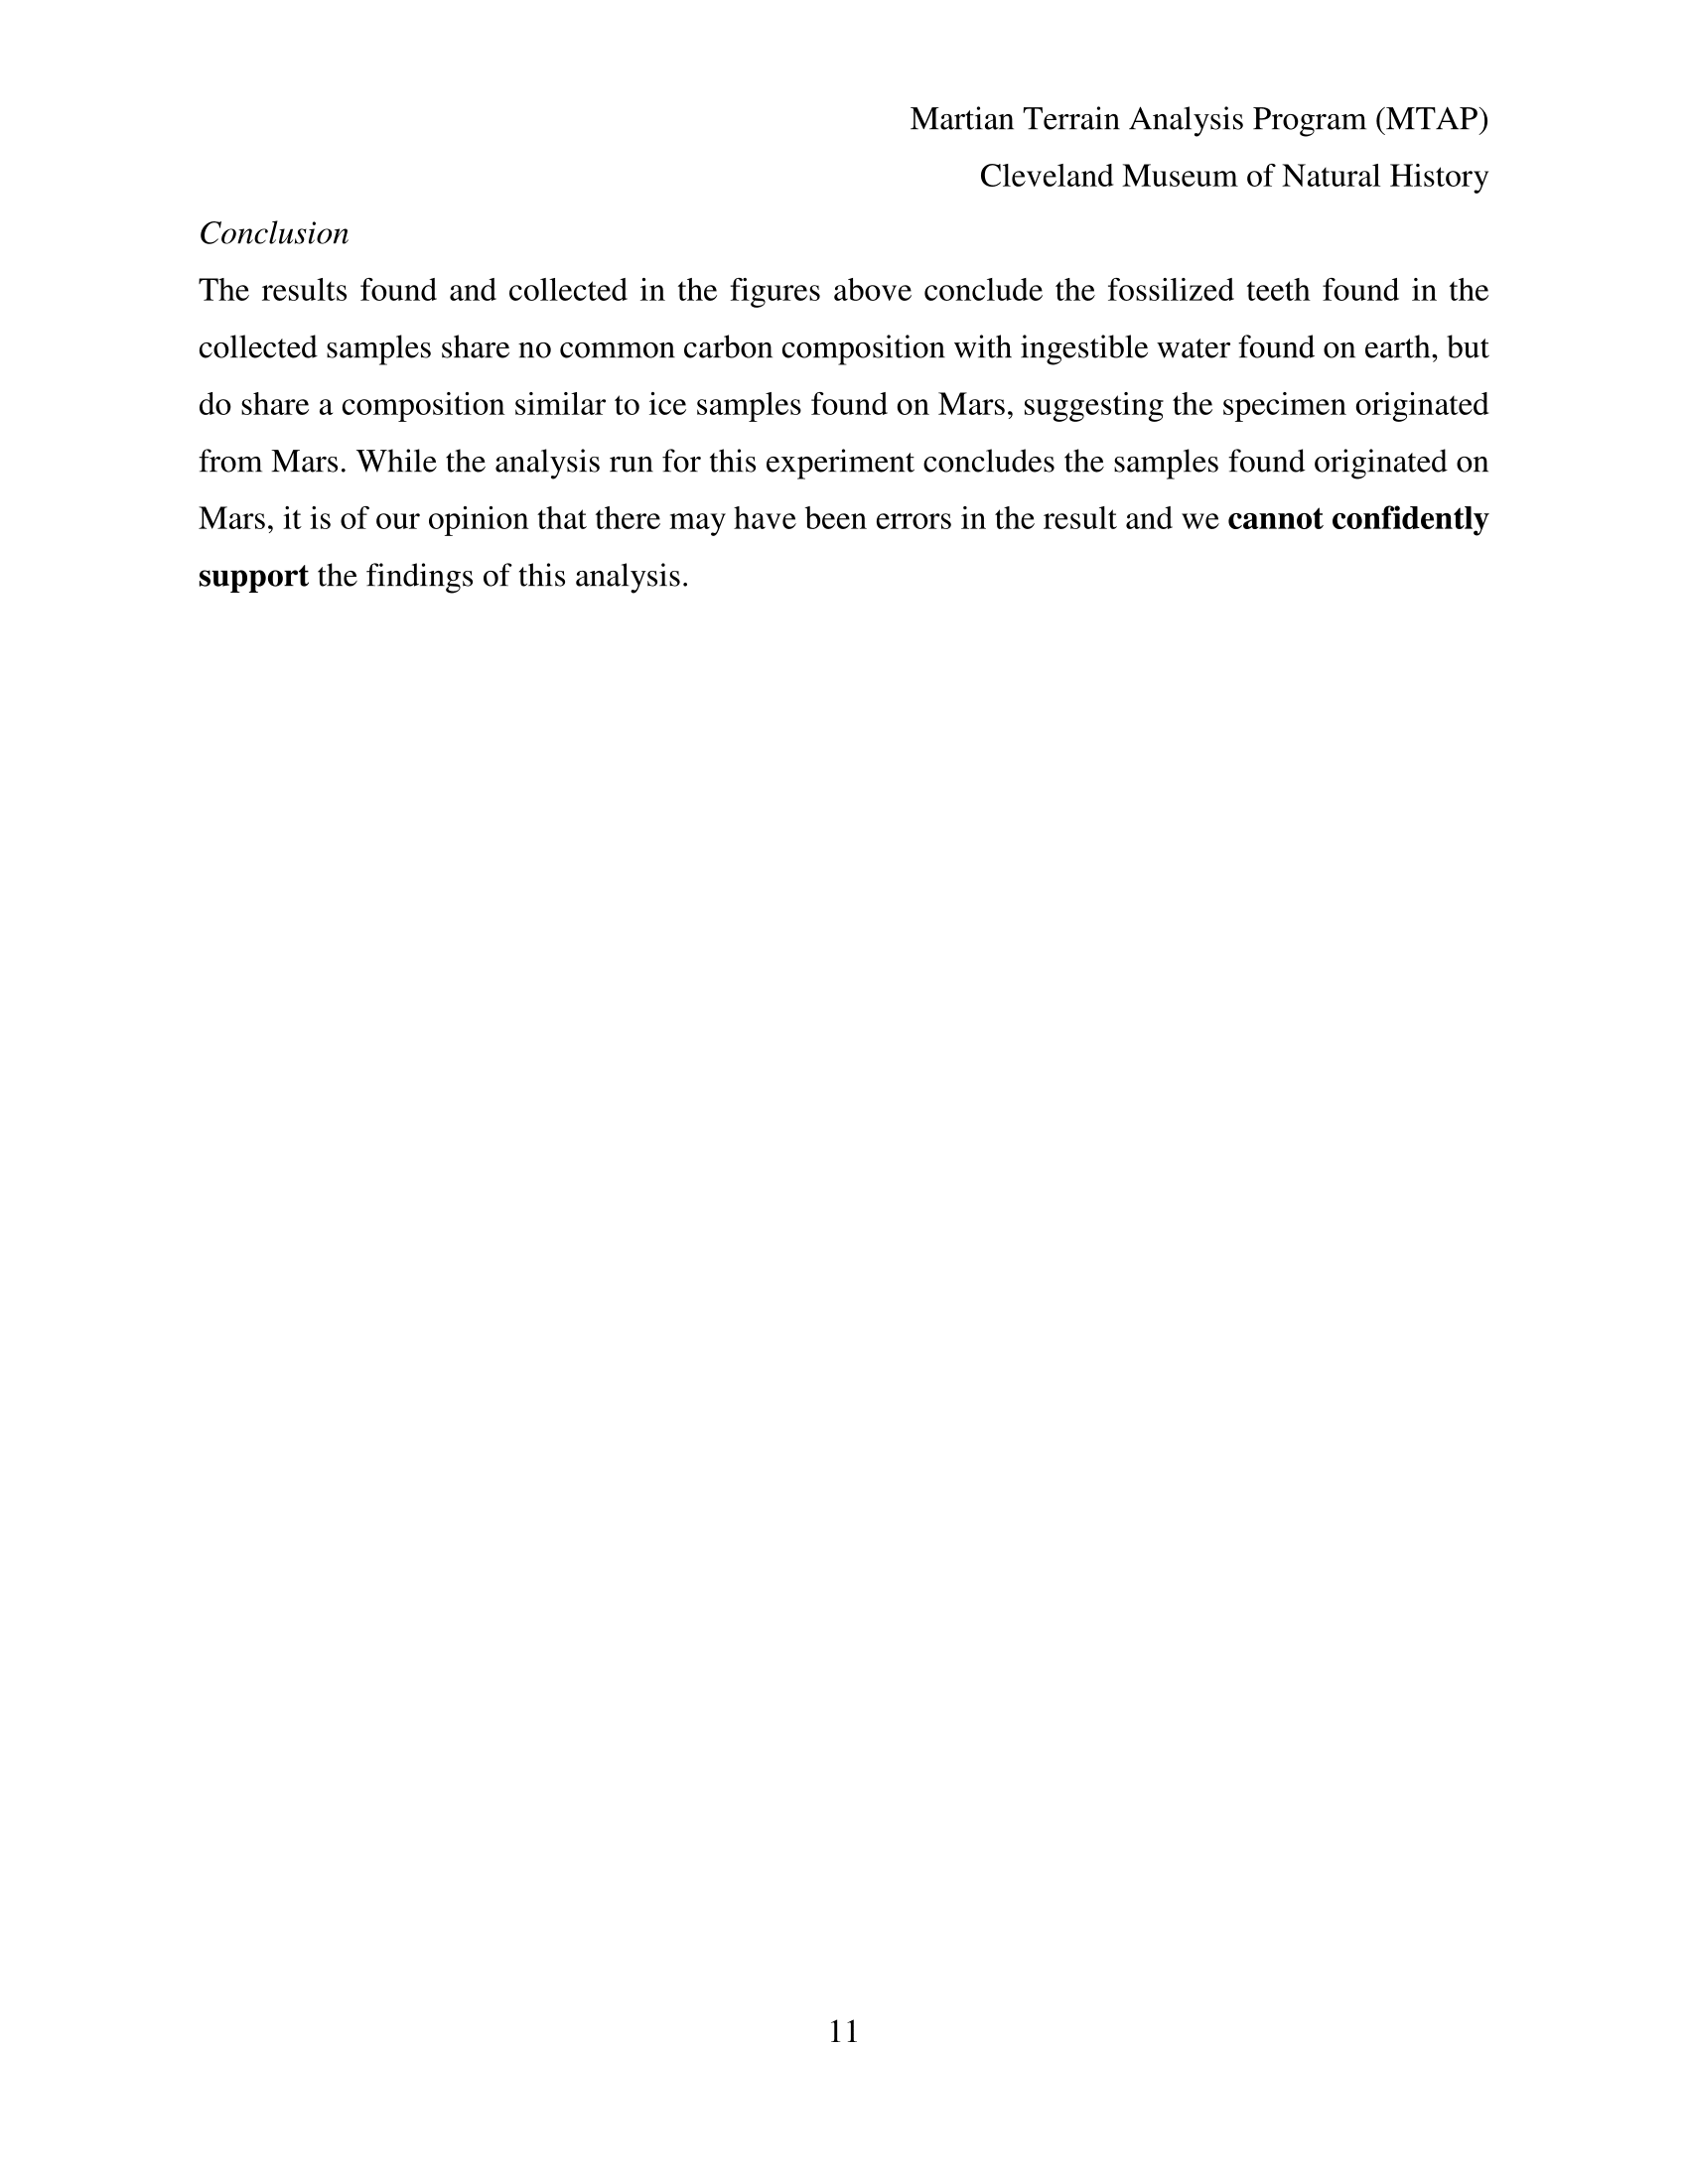 Martian Terrain Analysis Program (MTAP)
Cleveland Museum of Natural History
Conclusion
The results found and collected in the figures above conclude the fossilized teeth found in the
collected samples share no common carbon composition with ingestible water found on earth, but
do share a composition similar to ice samples found on Mars, suggesting the specimen originated
from Mars. While the analysis run for this experiment concludes the samples found originated on
Mars, it is of our opinion that there may have been errors in the result and we cannot confidently
support the findings of this analysis.
11